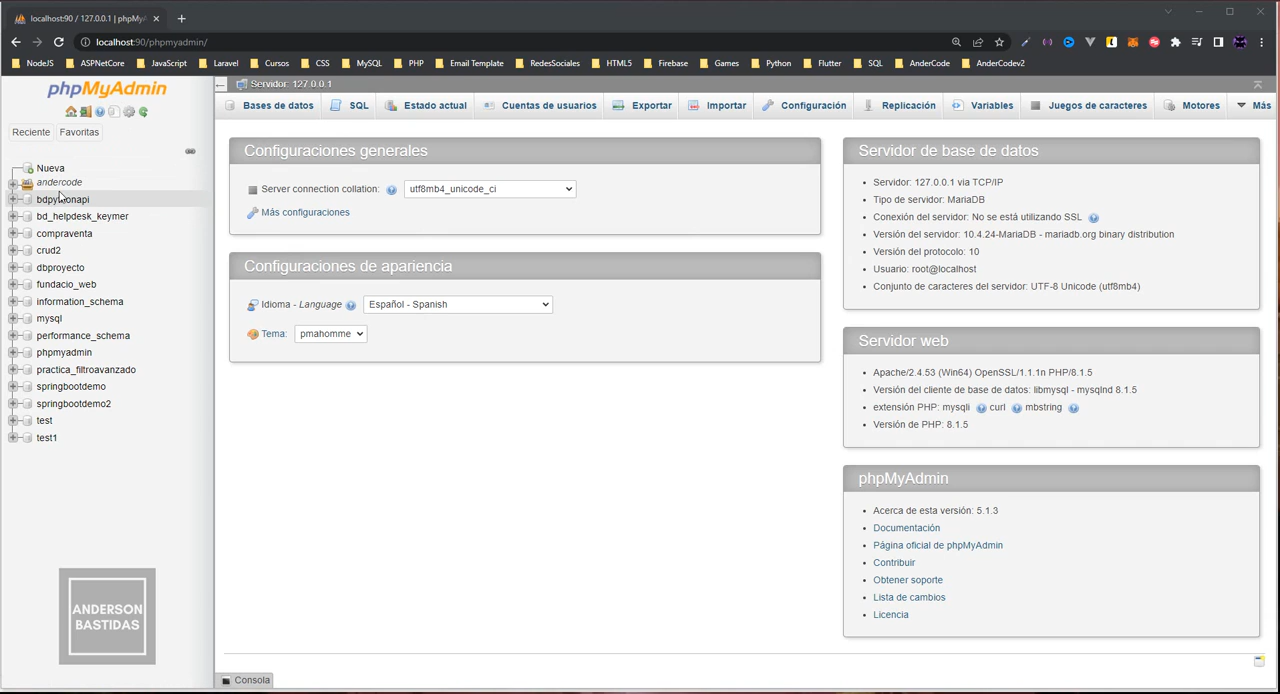 localhost:90 / 127.0.0.1 | phpMyA
localhost:90/phpmyadmin/
NodeJS ASPNetCore JavaScript Laravel Cursos CSS MySQL PHP Email Template RedesSociales HTML5 Firebase Games Python Flutter SQL AnderCode AnderCodev2
phpMyAdmin
Reciente Favoritas
Nueva
andercode
bd_helpdesk_keymer
compraventa
crud2
dbproyecto
fundacio_web
information_schema
mysql
performance_schema
phpmyadmin
practica_filtroavanzado
springbootdemo
springbootdemo2
test
test1
ANDERSON
BASTIDAS
Servidor: 127.0.0.1
Bases de datos SQL Estado actual Cuentas de usuarios Exportar Importar Configuración Replicación Variables Juegos de caracteres Motores Más
Configuraciones generales
Server connection collation: utf8mb4_unicode_ci
Más configuraciones
Configuraciones de apariencia
Idioma - Language Español - Spanish
Tema: pmahomme
Servidor de base de datos
Servidor: 127.0.0.1 via TCP/IP
Tipo de servidor: MariaDB
Conexión del servidor: No se está utilizando SSL
Versión del servidor: 10.4.24-MariaDB - mariadb.org binary distribution
Versión del protocolo: 10
Usuario: root@localhost
Conjunto de caracteres del servidor: UTF-8 Unicode (utf8mb4)
Servidor web
Apache/2.4.53 (Win64) OpenSSL/1.1.1n PHP/8.1.5
Versión del cliente de base de datos: libmysql - mysqlnd 8.1.5
extensión PHP: mysqli curl mbstring
Versión de PHP: 8.1.5
phpMyAdmin
Acerca de esta versión: 5.1.3
Documentación
Página oficial de phpMyAdmin
Contribuir
Obtener soporte
Lista de cambios
Licencia
Consola